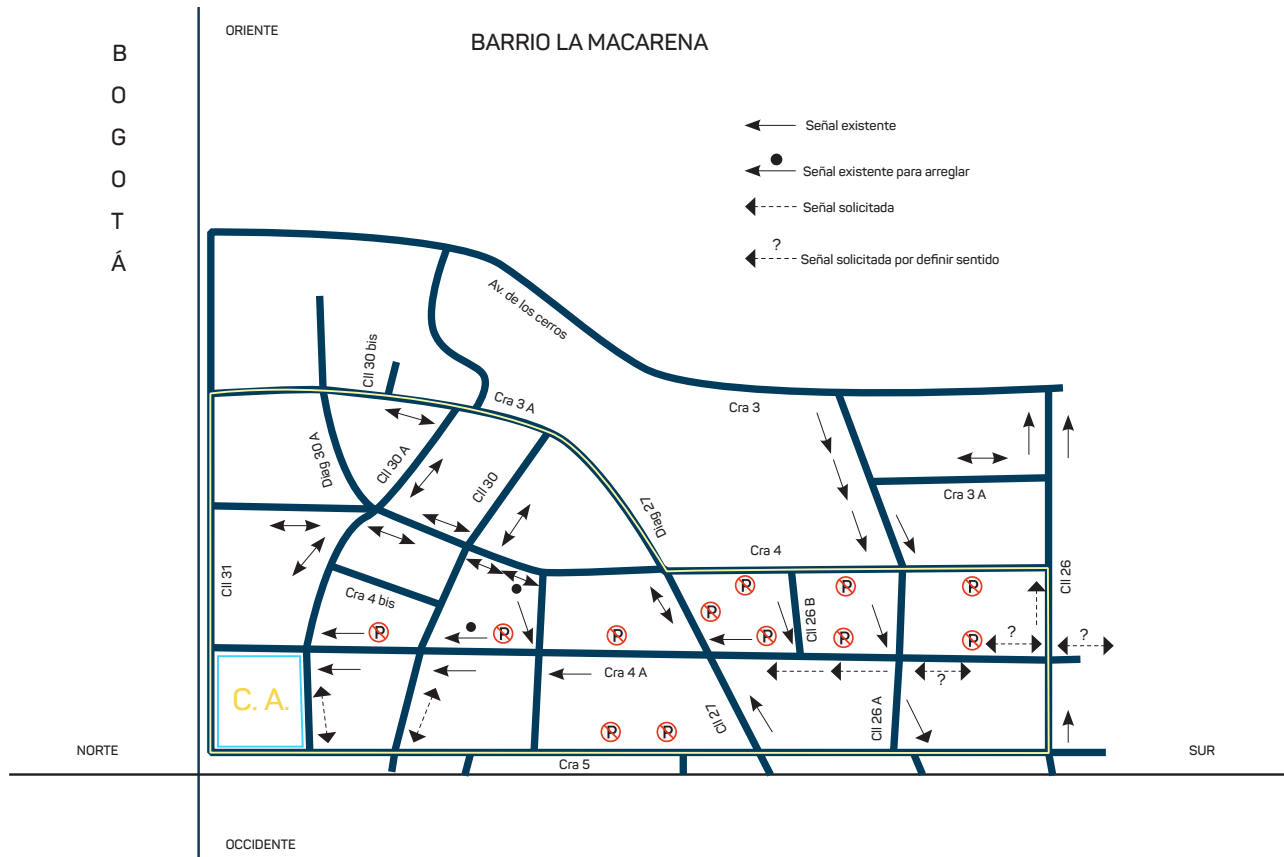 BOGOTÁ
ORIENTE
BARRIO LA MACARENA
Señal existente
Señal existente para arreglar
Señal solicitada
?
Señal solicitada por definir sentido
Av. de los cerros
Cll 30 bis
Cra 3 A
Cra 3
Diag 30 A
Cll 30 A
Cll 30
Cra 3 A
Diag 27
Cra 4
Cll 31
Cra 4 bis
Cll 26 B
Cll 26
P
P
P
P
P
P
P
P
P
P
?
?
Cra 4 A
?
C. A.
Cll 27
Cll 26 A
P
P
NORTE
SUR
Cra 5
OCCIDENTE